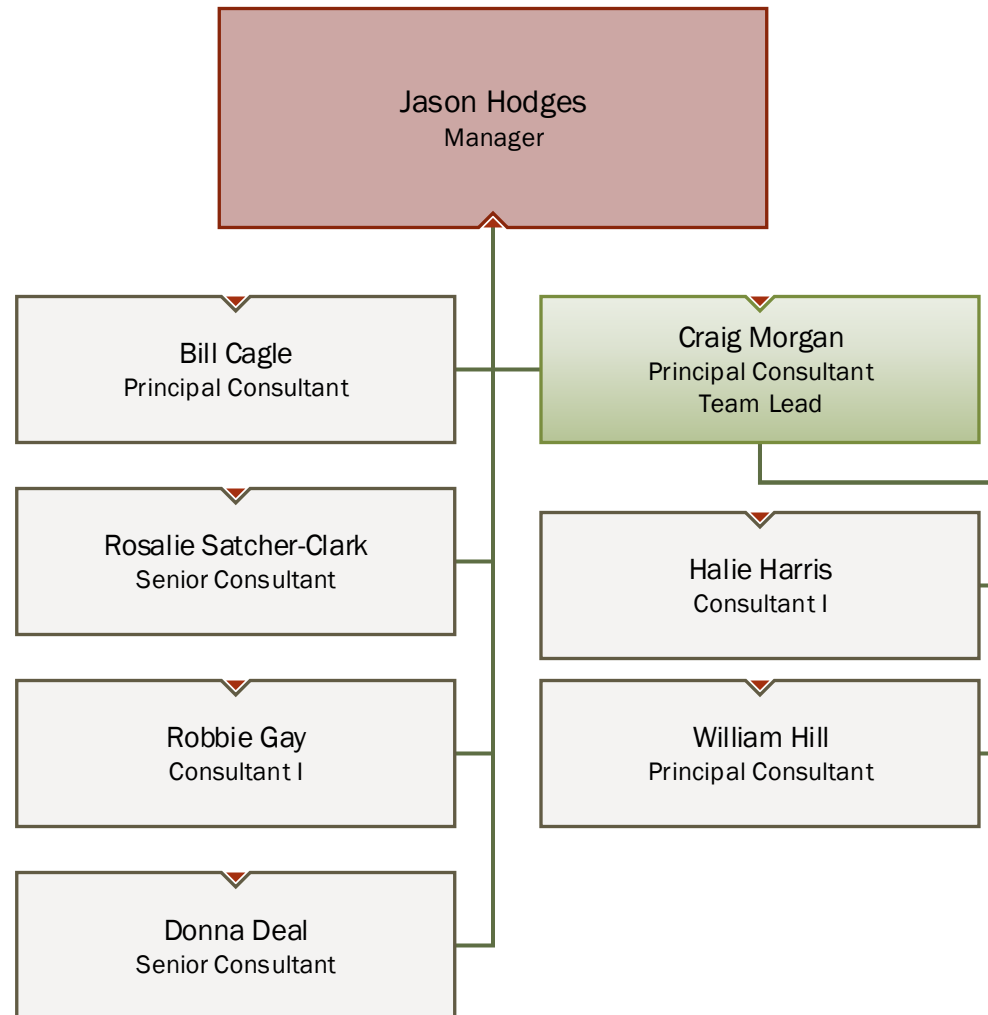 Jason Hodges
Manager
Bill Cagle
Principal Consultant
Craig Morgan
Principal Consultant
Team Lead
Rosalie Satcher-Clark
Senior Consultant
Halie Harris
Consultant I
Robbie Gay
Consultant I
William Hill
Principal Consultant
Donna Deal
Senior Consultant